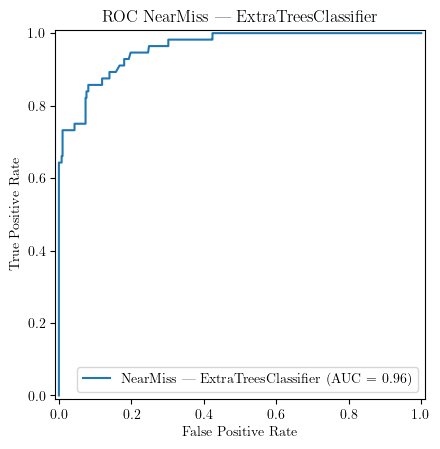 ROC NearMiss — ExtraTreesClassifier
True Positive Rate
1.0
0.8
0.6
0.4
0.2
0.0
NearMiss — ExtraTreesClassifier (AUC = 0.96)
0.0 0.2 0.4 0.6 0.8 1.0
False Positive Rate